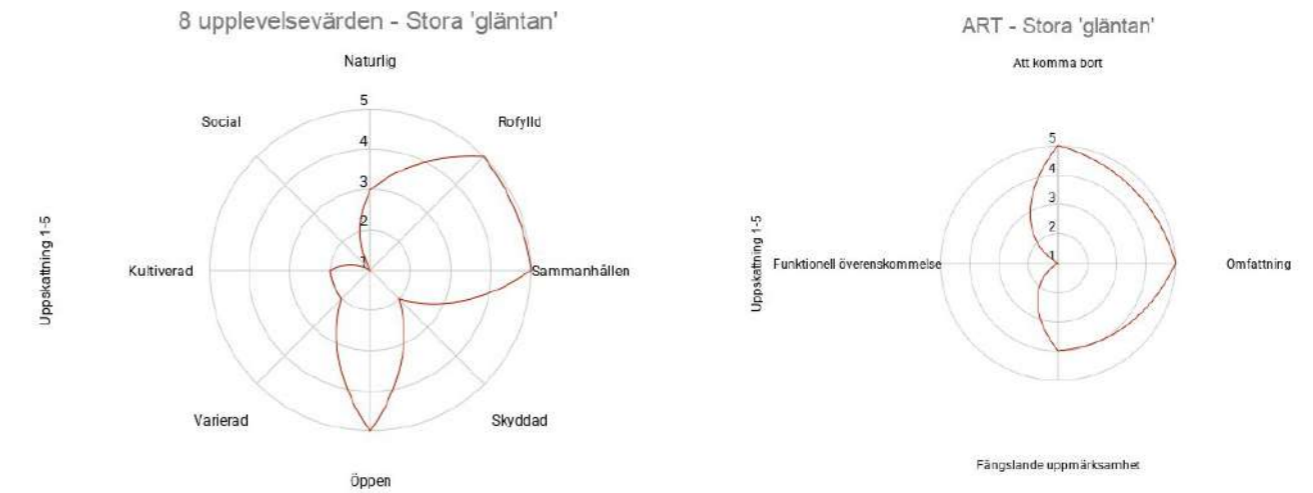 8 upplevelsevärden - Stora 'gläntan'
Naturlig
Social
Rofylld
5
4
3
2
1
Uppskattning 1-5
Kultiverad
Sammanhållen
Varierad
Skyddad
Öppen
ART - Stora 'gläntan'
Att komma bort
5
4
3
2
1
Uppskattning 1-5
Funktionell överenskommelse
Omfattning
Fängslande uppmärksamhet